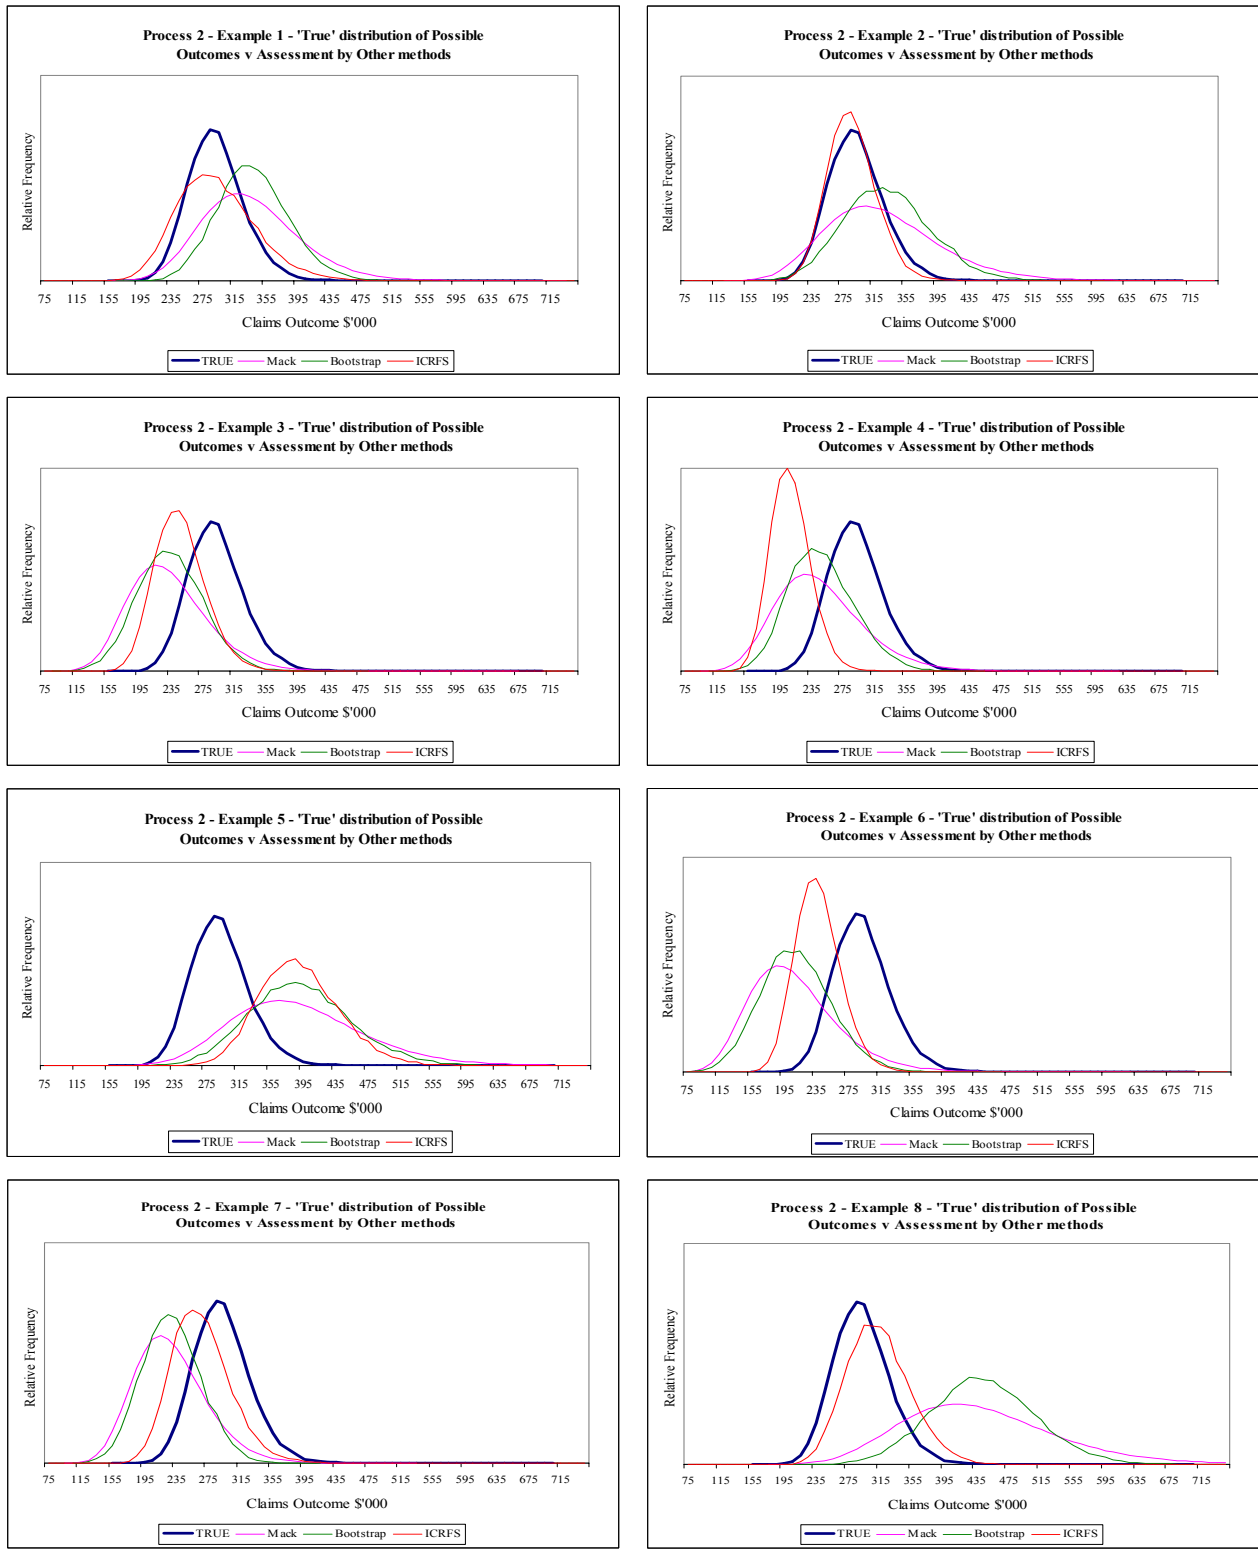 Process 2 - Example 1 - 'True' distribution of Possible
Outcomes v Assessment by Other methods
Relative Frequency
75 115 155 195 235 275 315 355 395 435 475 515 555 595 635 675 715
Claims Outcome $'000
TRUE Mack Bootstrap ICRFS
Process 2 - Example 2 - 'True' distribution of Possible
Outcomes v Assessment by Other methods
Relative Frequency
75 115 155 195 235 275 315 355 395 435 475 515 555 595 635 675 715
Claims Outcome $'000
TRUE Mack Bootstrap ICRFS
Process 2 - Example 3 - 'True' distribution of Possible
Outcomes v Assessment by Other methods
Relative Frequency
75 115 155 195 235 275 315 355 395 435 475 515 555 595 635 675 715
Claims Outcome $'000
TRUE Mack Bootstrap ICRFS
Process 2 - Example 4 - 'True' distribution of Possible
Outcomes v Assessment by Other methods
Relative Frequency
75 115 155 195 235 275 315 355 395 435 475 515 555 595 635 675 715
Claims Outcome $'000
TRUE Mack Bootstrap ICRFS
Process 2 - Example 5 - 'True' distribution of Possible
Outcomes v Assessment by Other methods
Relative Frequency
75 115 155 195 235 275 315 355 395 435 475 515 555 595 635 675 715
Claims Outcome $'000
TRUE Mack Bootstrap ICRFS
Process 2 - Example 6 - 'True' distribution of Possible
Outcomes v Assessment by Other methods
Relative Frequency
75 115 155 195 235 275 315 355 395 435 475 515 555 595 635 675 715
Claims Outcome $'000
TRUE Mack Bootstrap ICRFS
Process 2 - Example 7 - 'True' distribution of Possible
Outcomes v Assessment by Other methods
Relative Frequency
75 115 155 195 235 275 315 355 395 435 475 515 555 595 635 675 715
Claims Outcome $'000
TRUE Mack Bootstrap ICRFS
Process 2 - Example 8 - 'True' distribution of Possible
Outcomes v Assessment by Other methods
Relative Frequency
75 115 155 195 235 275 315 355 395 435 475 515 555 595 635 675 715
Claims Outcome $'000
TRUE Mack Bootstrap ICRFS